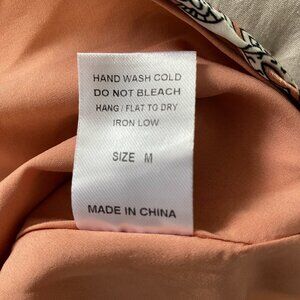 HAND WASH COLD
DO NOT BLEACH
HANG / FLAT TO DRY
IRON LOW
SIZE M
MADE IN CHINA